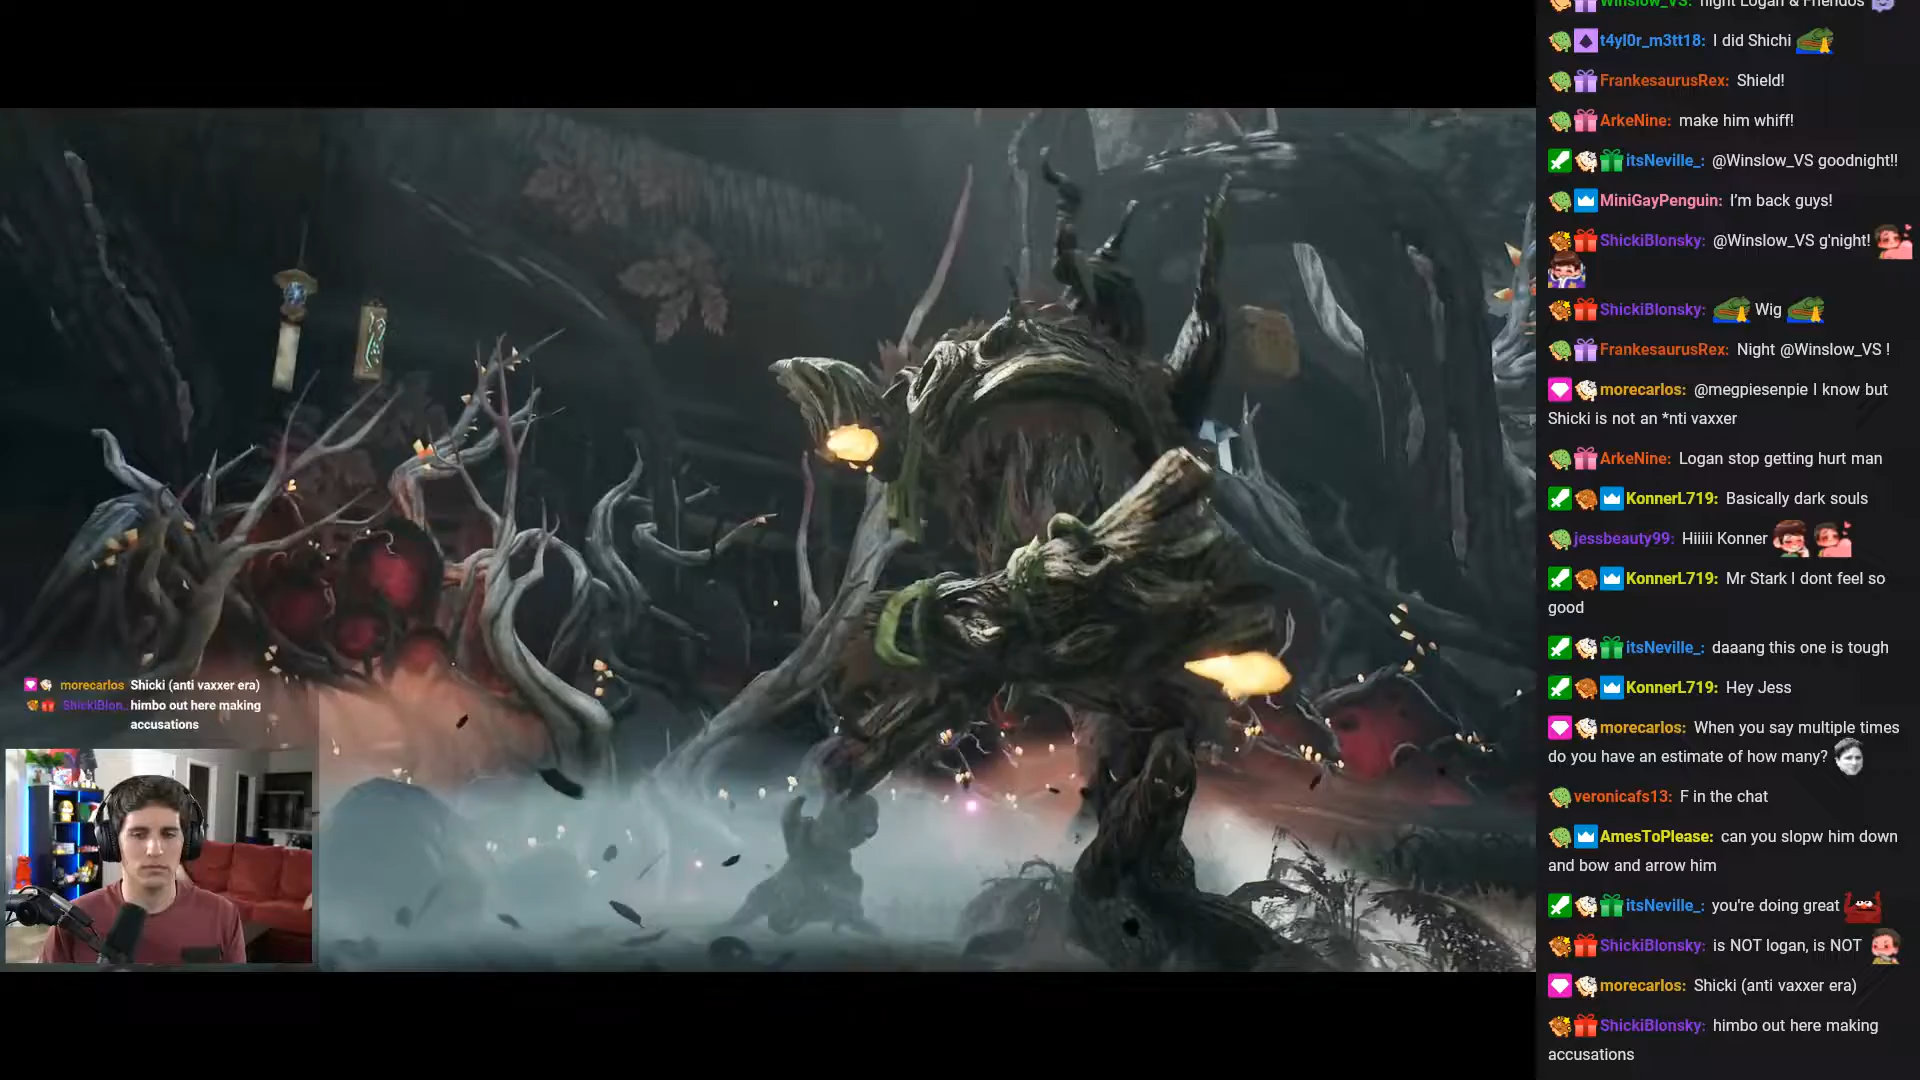 Winslow_VS: night Logan & Friendos
t4yl0r_m3tt18: I did Shichi
FrankesaurusRex: Shield!
ArkeNine: make him whiff!
itsNeville_: @Winslow_VS goodnight!!
MiniGayPenguin: I'm back guys!
ShickiBlonsky: @Winslow_VS g'night!
ShickiBlonsky: Wig
FrankesaurusRex: Night @Winslow_VS !
morecarlos: @megpiesenpie I know but
Shicki is not an *nti vaxxer
ArkeNine: Logan stop getting hurt man
KonnerL719: Basically dark souls
jessbeauty99: Hiiiii Konner
KonnerL719: Mr Stark I dont feel so
good
itsNeville_: daaang this one is tough
KonnerL719: Hey Jess
morecarlos: When you say multiple times
do you have an estimate of how many?
veronicafs13: F in the chat
AmesToPlease: can you slopw him down
and bow and arrow him
itsNeville_: you're doing great
ShickiBlonsky: is NOT logan, is NOT
morecarlos: Shicki (anti vaxxer era)
ShickiBlonsky: himbo out here making
accusations
morecarlos Shicki (anti vaxxer era)
ShickiBlon.. himbo out here making
accusations